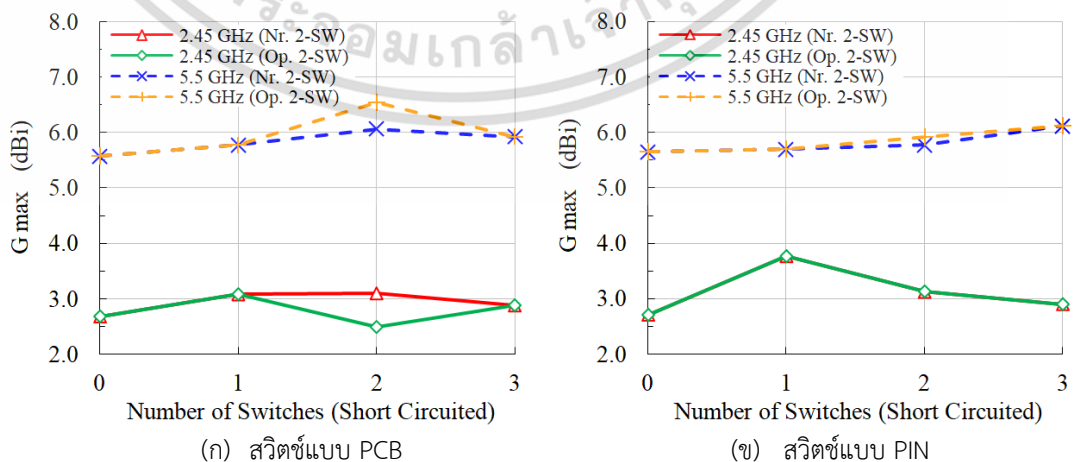 8.0
7.0
6.0
5.0
4.0
3.0
2.0
G max (dBi)
2.45 GHz (Nr. 2-SW)
2.45 GHz (Op. 2-SW)
5.5 GHz (Nr. 2-SW)
5.5 GHz (Op. 2-SW)
0 1 2 3
Number of Switches (Short Circuited)
(ก) สวิตช์แบบ PCB
8.0
7.0
6.0
5.0
4.0
3.0
2.0
G max (dBi)
2.45 GHz (Nr. 2-SW)
2.45 GHz (Op. 2-SW)
5.5 GHz (Nr. 2-SW)
5.5 GHz (Op. 2-SW)
0 1 2 3
Number of Switches (Short Circuited)
(ข) สวิตช์แบบ PIN